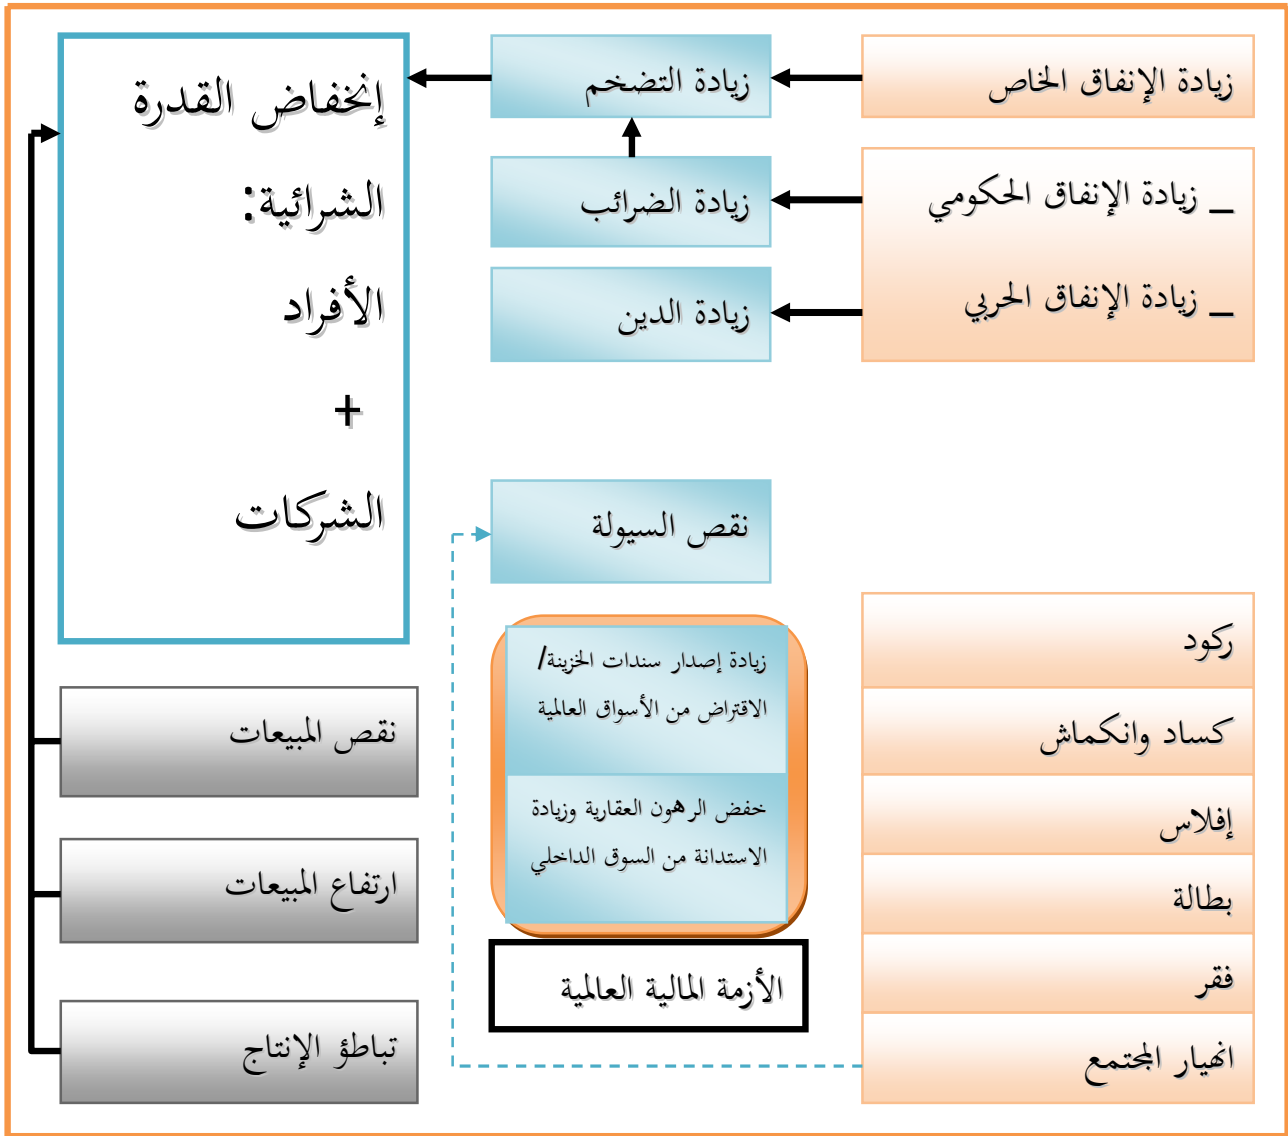 زيادة الإنفاق الخاص
زيادة التضخم
إنخفاض القدرة
الشرائية:
الأفراد
+
الشركات
_ زيادة الإنفاق الحكومي
_ زيادة الإنفاق الحربي
زيادة الضرائب
زيادة الدين
نقص السيولة
ركود
كساد وانكماش
إفلاس
بطالة
فقر
انهيار المجتمع
زيادة إصدار سندات الخزينة/
الاقتراض من الأسواق العالمية
خفض الرهون العقارية وزيادة
الاستدانة من السوق الداخلي
الأزمة المالية العالمية
نقص المبيعات
ارتفاع المبيعات
تباطؤ الإنتاج